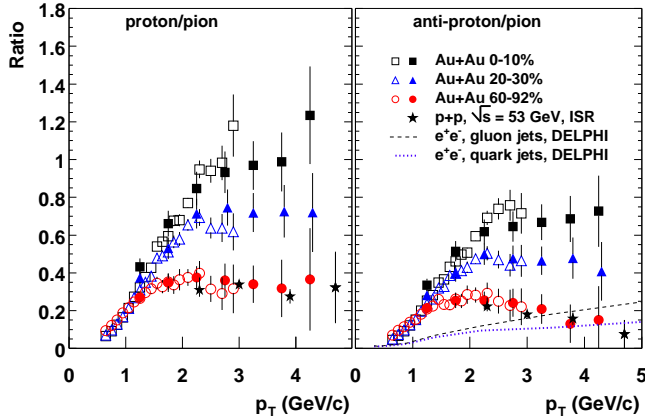 proton/pion
anti-proton/pion
Ratio
1.8
1.6
1.4
1.2
1
0.8
0.6
0.4
0.2
0
Au+Au 0-10%
Au+Au 20-30%
Au+Au 60-92%
p+p, √s = 53 GeV, ISR
e⁺e⁻, gluon jets, DELPHI
e⁺e⁻, quark jets, DELPHI
0 1 2 3 4 0 1 2 3 4 5
p_T (GeV/c) p_T (GeV/c)